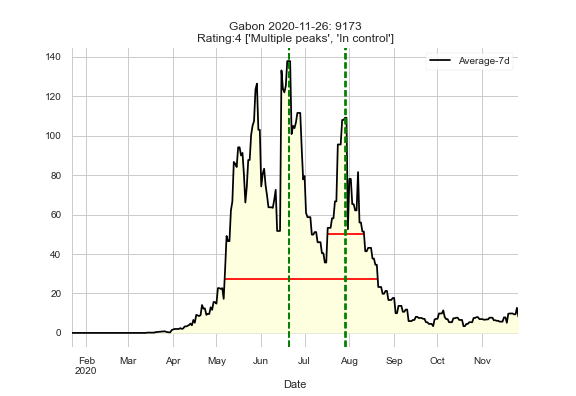 Gabon 2020-11-26: 9173
Rating:4 ['Multiple peaks', 'In control']
Average-7d
140
120
100
80
60
40
20
0
Feb Mar Apr May Jun Jul Aug Sep Oct Nov
2020
Date